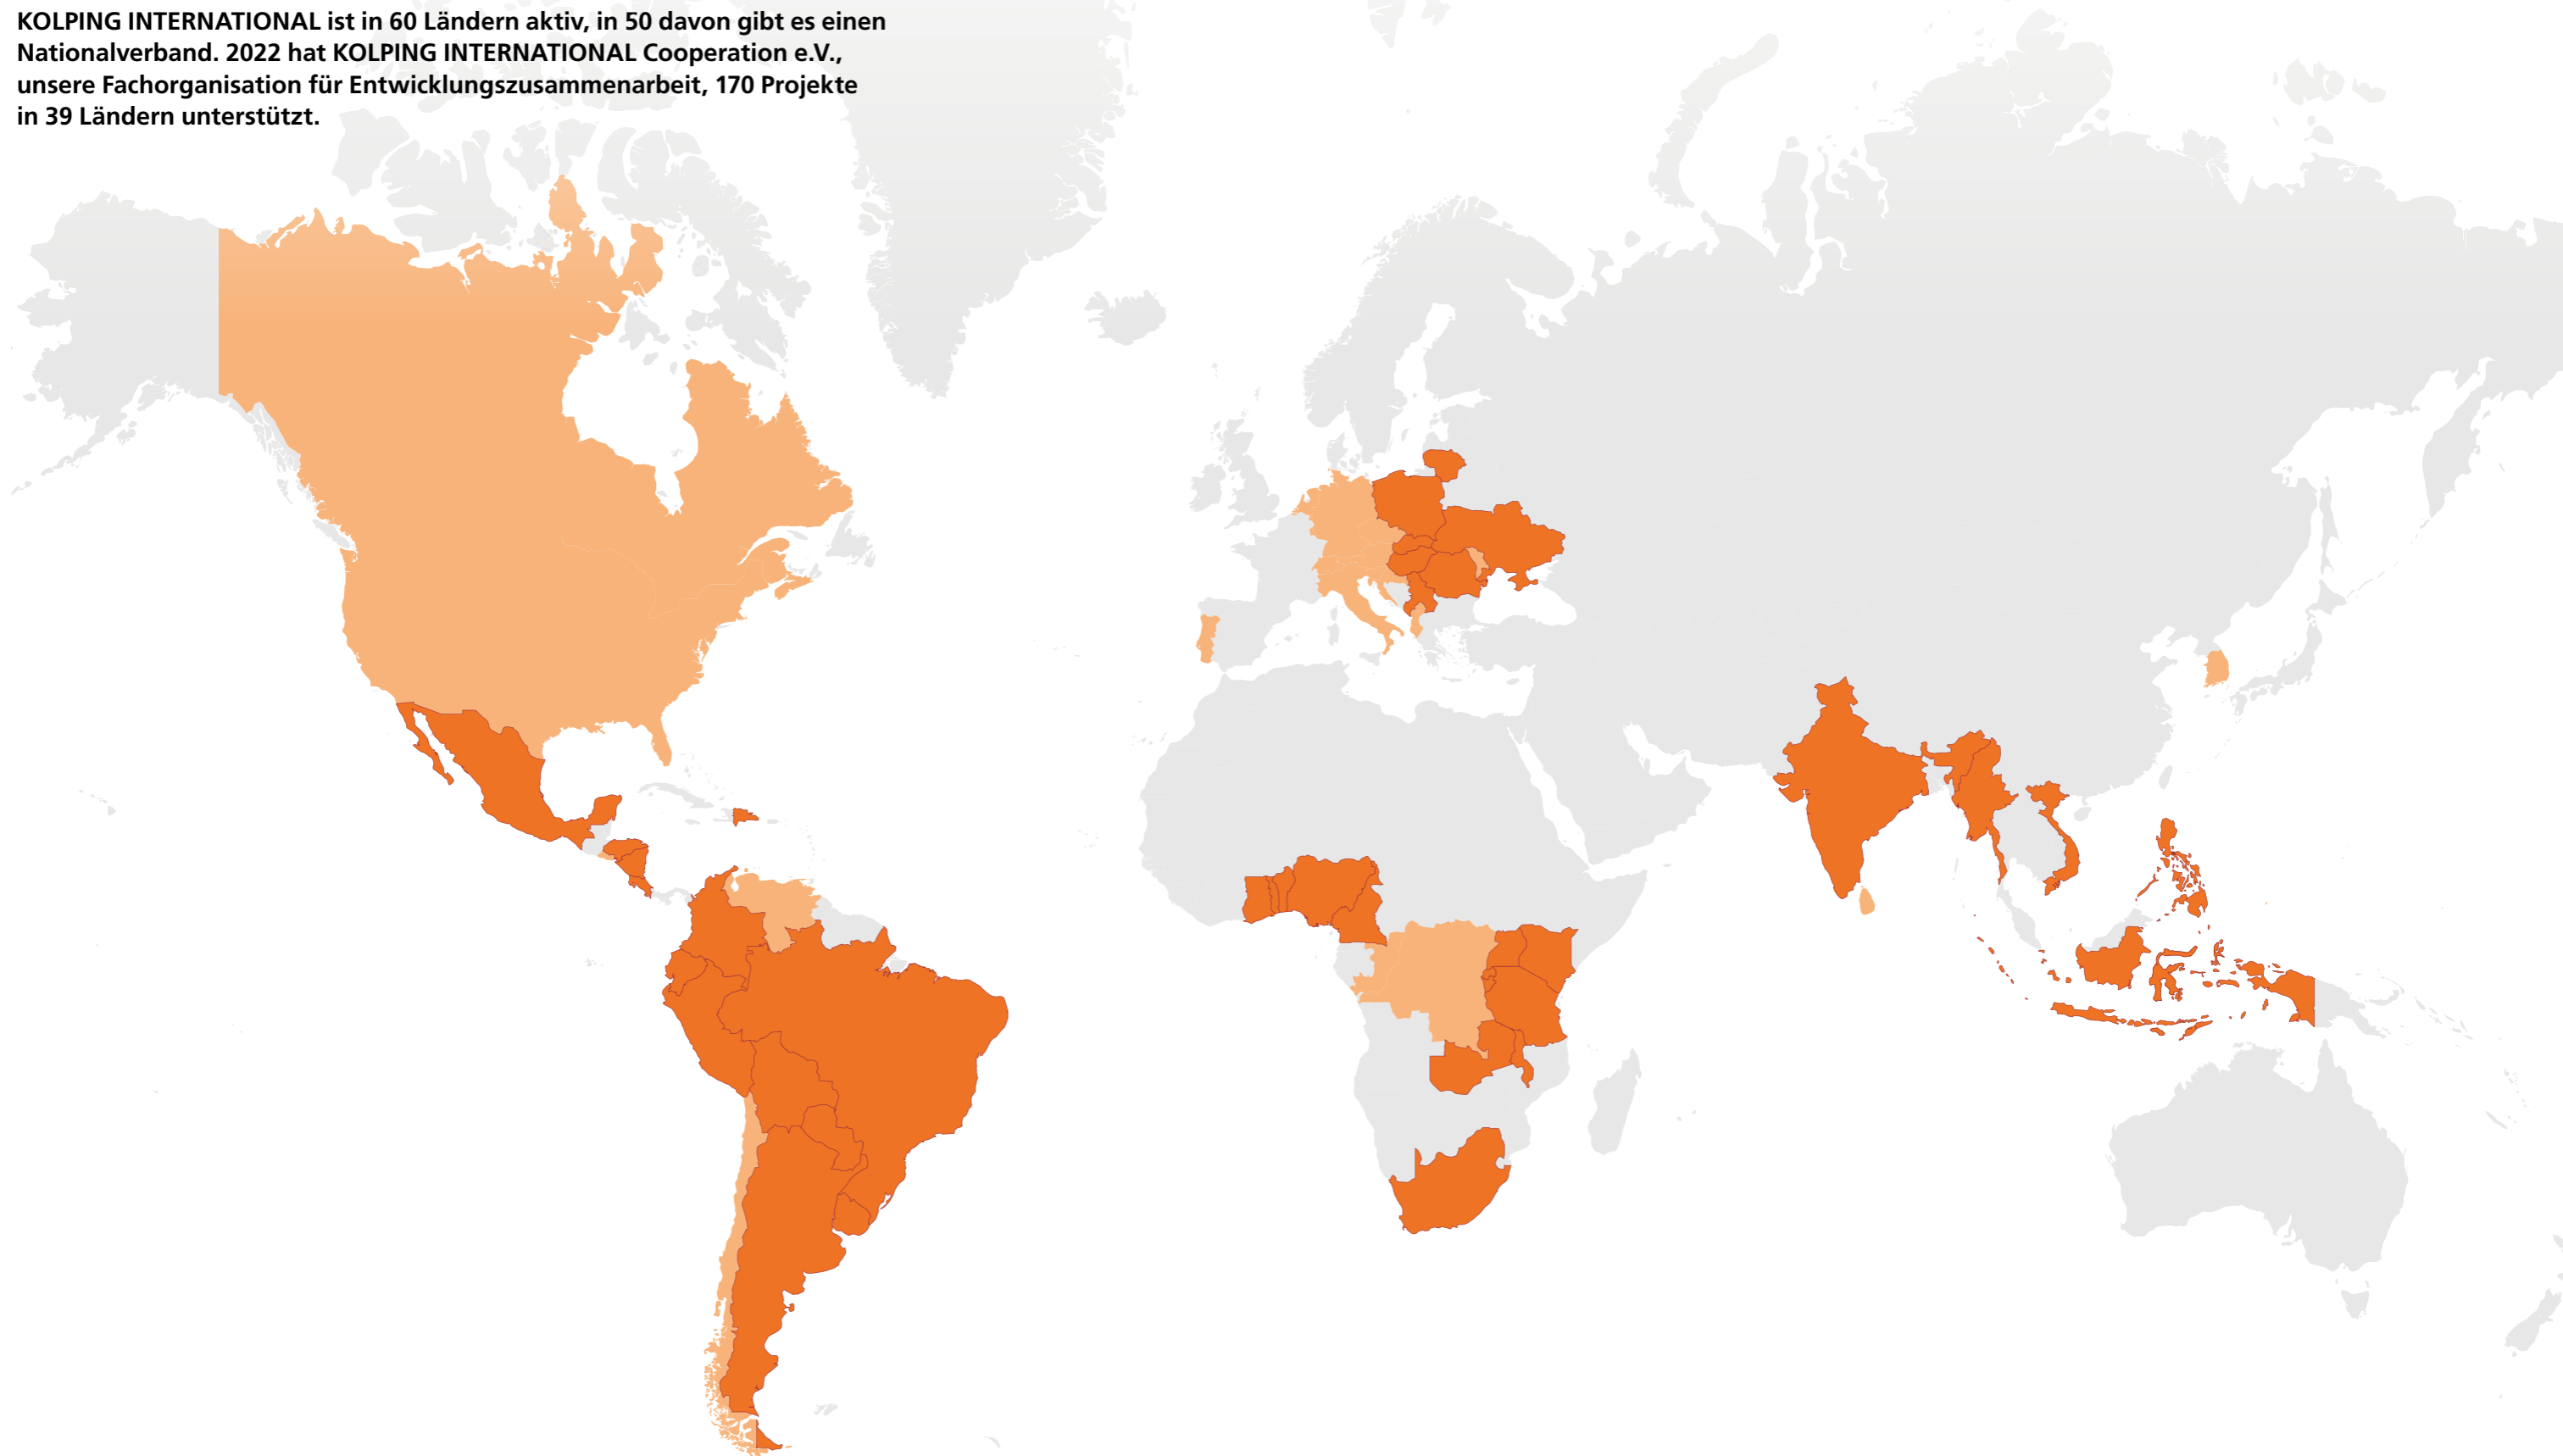 KOLPING INTERNATIONAL ist in 60 Ländern aktiv, in 50 davon gibt es einen
Nationalverband. 2022 hat KOLPING INTERNATIONAL Cooperation e.V.,
unsere Fachorganisation für Entwicklungszusammenarbeit, 170 Projekte
in 39 Ländern unterstützt.